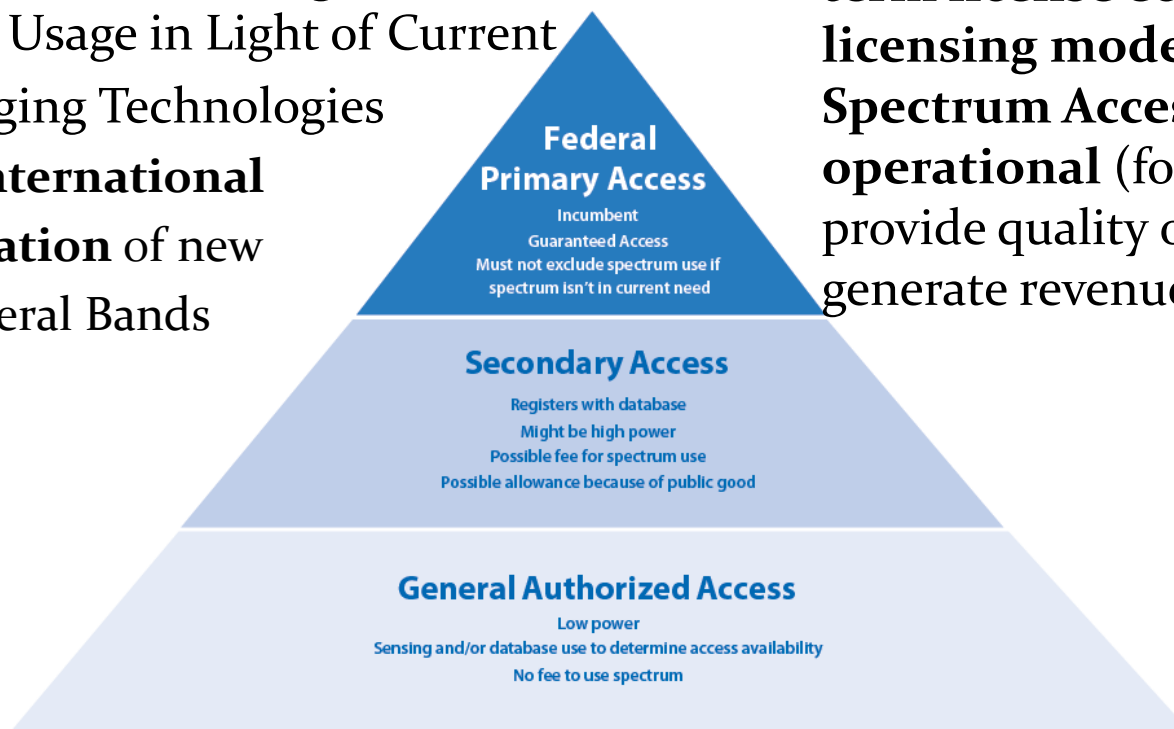 Usage in Light of Current
ging Technologies
nternational
ation of new
eral Bands
Federal
Primary Access
Incumbent
Guaranteed Access
Must not exclude spectrum use if
spectrum isn't in current need
Secondary Access
Registers with database
Might be high power
Possible fee for spectrum use
Possible allowance because of public good
General Authorized Access
Low power
Sensing and/or database use to determine access availability
No fee to use spectrum
licensing mode
Spectrum Acces
operational (fo
provide quality o
generate revenue